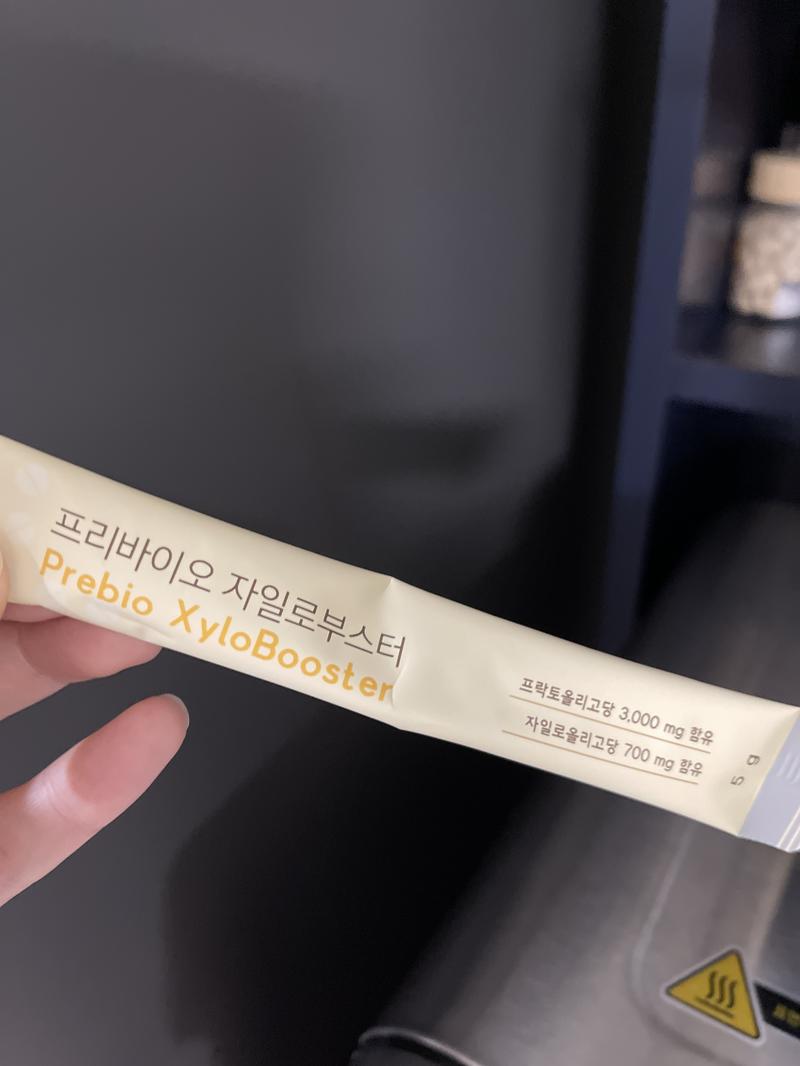 프리바이오 자일로부스터
Prebio XyloBooster
프락토올리고당 3,000 mg 함유
자일로올리고당 700 mg 함유